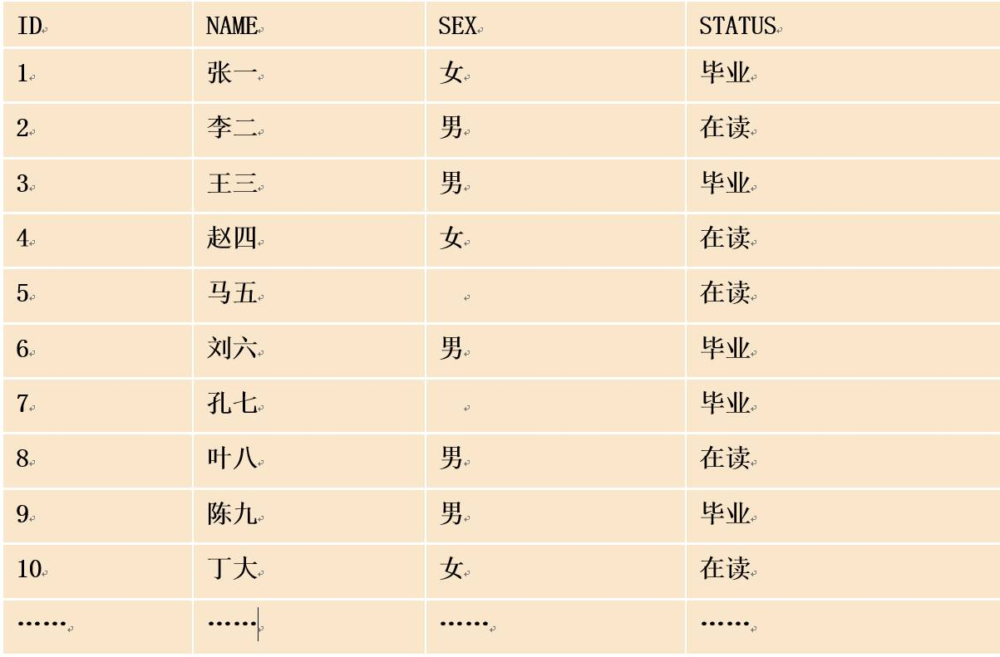 ID NAME SEX STATUS
1 张一 女 毕业
2 李二 男 在读
3 王三 男 毕业
4 赵四 女 在读
5 马五 在读
6 刘六 男 毕业
7 孔七 毕业
8 叶八 男 在读
9 陈九 男 毕业
10 丁大 女 在读
…… …… …… ……